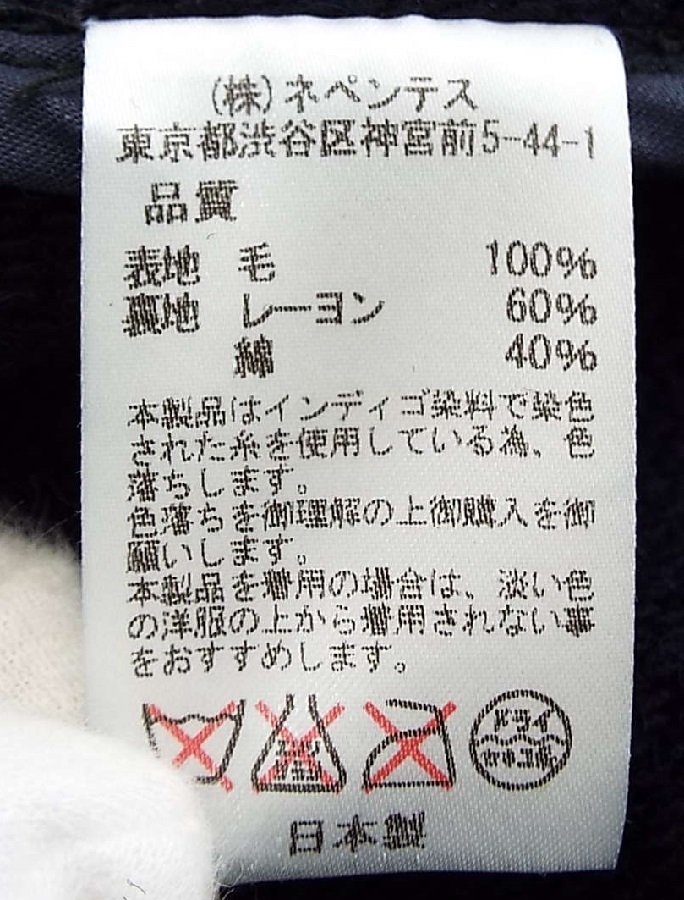 (株)ネペンテス
東京都渋谷区神宮前5-44-1
品質
表地 毛 100%
裏地 レーヨン 60%
綿 40%
本製品はインディゴ染料で染色
された糸を使用している為、色
落ちします。
色落ちを御理解の上御購入を御
願いします。
本製品を着用の場合は、淡い色
の洋服の上から着用されない事
をおすすめします。
ドライ
日本製